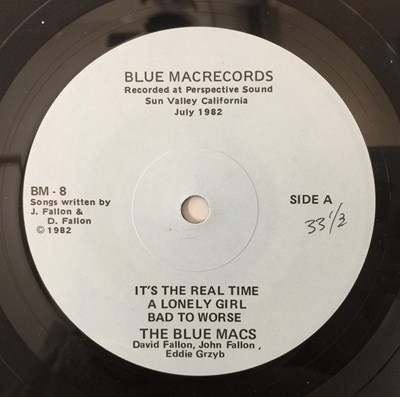 BLUE MACRECORDS
Recorded at Perspective Sound
Sun Valley California
July 1982
BM - 8
Songs written by
J. Fallon &
D. Fallon
© 1982
SIDE A
33 1/3
IT'S THE REAL TIME
A LONELY GIRL
BAD TO WORSE
THE BLUE MACS
David Fallon, John Fallon ,
Eddie Grzyb